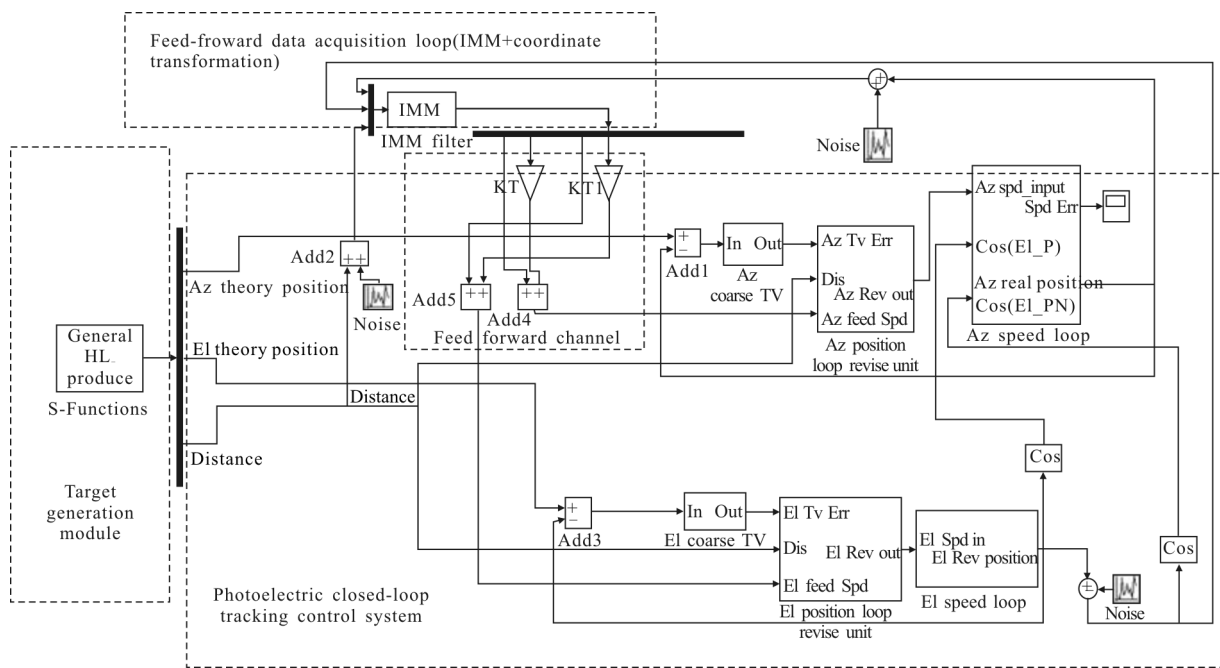 Feed-froward data acquisition loop(IMM+coordinate
transformation)
IMM
IMM filter
Noise
KT
KT1
Az spd_input
Spd Err
Cos(El_P)
Az real position
Cos(El_PN)
Az speed loop
Add2
++
Noise
Az theory position
+
−
Add1
In Out
Az
coarse TV
Az Tv Err
Dis
Az Rev out
Az feed Spd
Az position
loop revise unit
Add5
++
Add4
++
Feed forward channel
General
HL
produce
S-Functions
El theory position
Distance
Distance
Target
generation
module
Cos
Cos
+
−
Add3
In Out
El coarse TV
El Tv Err
Dis
El Rev out
El feed Spd
El position loop
revise unit
El Spd in
El Rev position
El speed loop
Noise
Photoelectric closed-loop
tracking control system